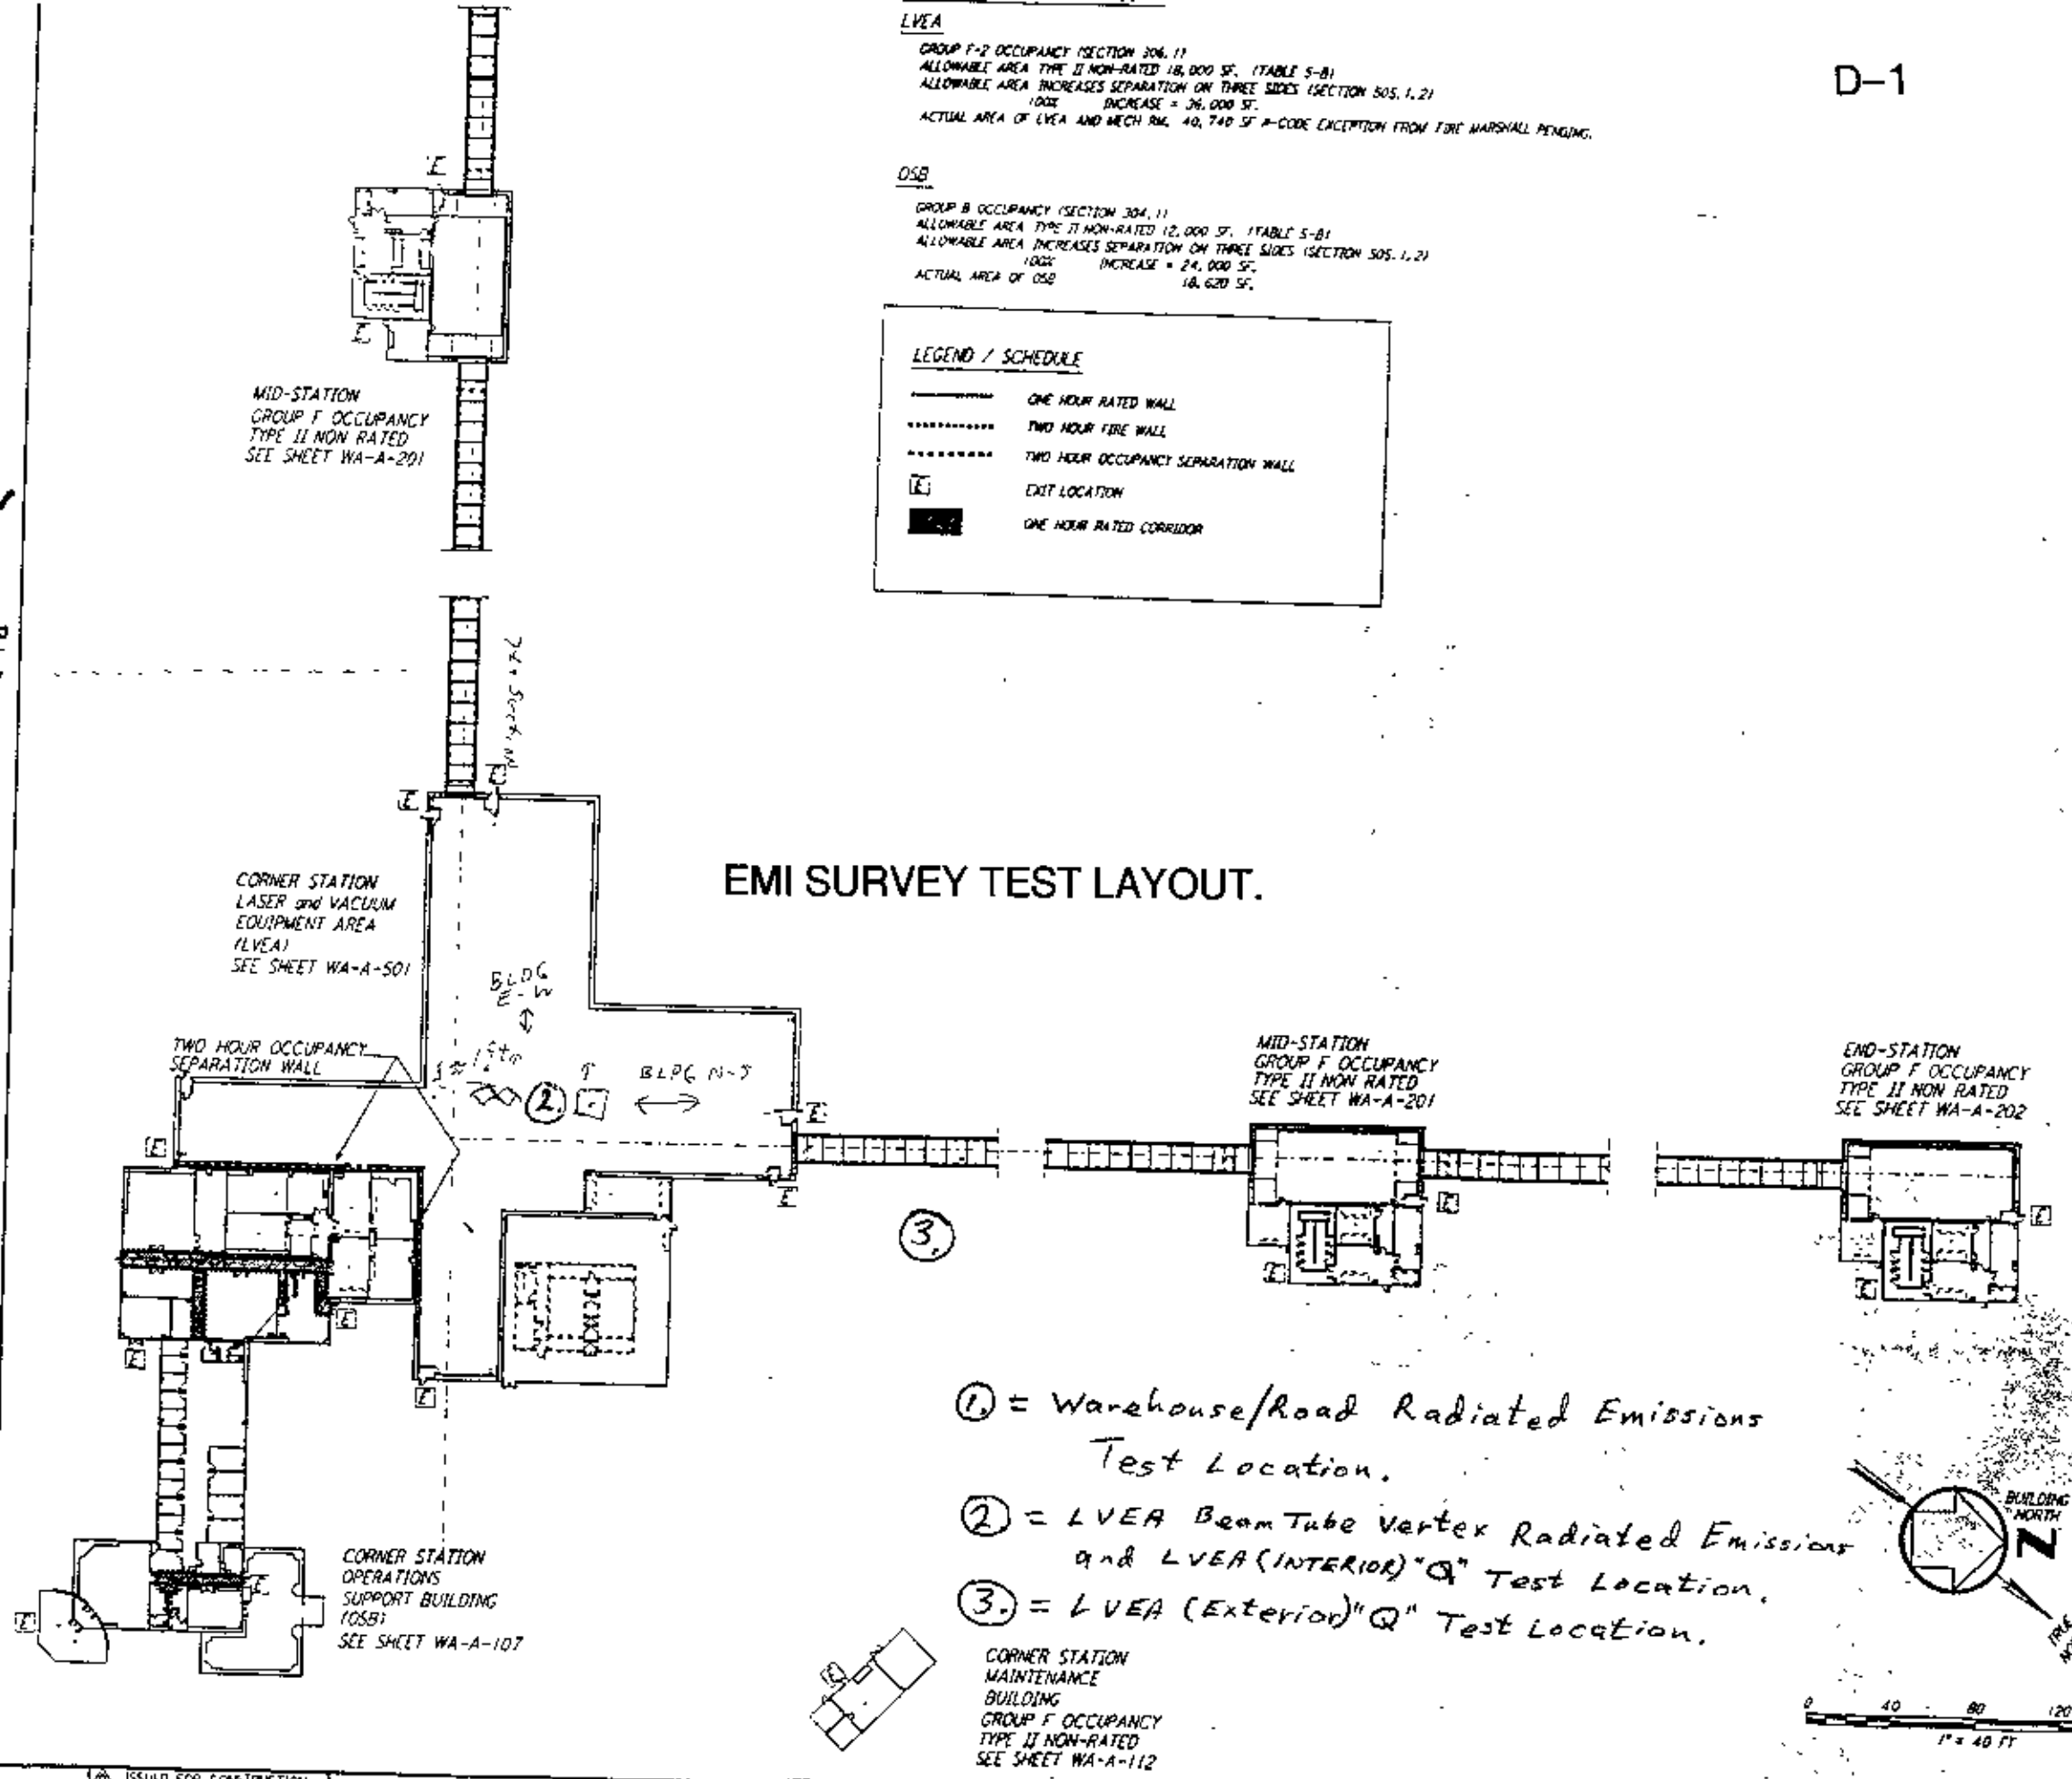 D-1
LVEA
GROUP F-2 OCCUPANCY (SECTION 306.1)
ALLOWABLE AREA TYPE II NON-RATED 18,000 SF. (TABLE 5-B)
ALLOWABLE AREA INCREASES SEPARATION ON THREE SIDES (SECTION 505.1.2)
100% INCREASE = 36,000 SF.
ACTUAL AREA OF LVEA AND MECH RM. 40,740 SF CODE EXCEPTION FROM FIRE MARSHALL PENDING.
OSB
GROUP B OCCUPANCY (SECTION 304.1)
ALLOWABLE AREA TYPE II NON-RATED 12,000 SF. (TABLE 5-B)
ALLOWABLE AREA INCREASES SEPARATION ON THREE SIDES (SECTION 505.1.2)
100% INCREASE = 24,000 SF.
ACTUAL AREA OF OSB 18,620 SF.
LEGEND / SCHEDULE
ONE HOUR RATED WALL
TWO HOUR FIRE WALL
TWO HOUR OCCUPANCY SEPARATION WALL
E EXIT LOCATION
ONE HOUR RATED CORRIDOR
E
E
MID-STATION
GROUP F OCCUPANCY
TYPE II NON RATED
SEE SHEET WA-A-201
E
E
EMI SURVEY TEST LAYOUT.
CORNER STATION
LASER and VACUUM
EQUIPMENT AREA
(LVEA)
SEE SHEET WA-A-501
BLDG
E-W
TWO HOUR OCCUPANCY
SEPARATION WALL
2.
BLDG N-S
E
E
E
MID-STATION
GROUP F OCCUPANCY
TYPE II NON RATED
SEE SHEET WA-A-201
E
E
END-STATION
GROUP F OCCUPANCY
TYPE II NON RATED
SEE SHEET WA-A-202
E
E
3.
E
E
E
1. = Warehouse/Road Radiated Emissions
Test Location.
2. = LVEA Beam Tube Vertex Radiated Emissions
and LVEA (INTERIOR) "Q" Test Location.
3. = LVEA (Exterior) "Q" Test Location.
BUILDING
NORTH
N
CORNER STATION
OPERATIONS
SUPPORT BUILDING
(OSB)
SEE SHEET WA-A-107
E
E
E
CORNER STATION
MAINTENANCE
BUILDING
GROUP F OCCUPANCY
TYPE II NON-RATED
SEE SHEET WA-A-112
0 40 80 120
1" = 40 FT
ISSUED FOR CONSTRUCTION